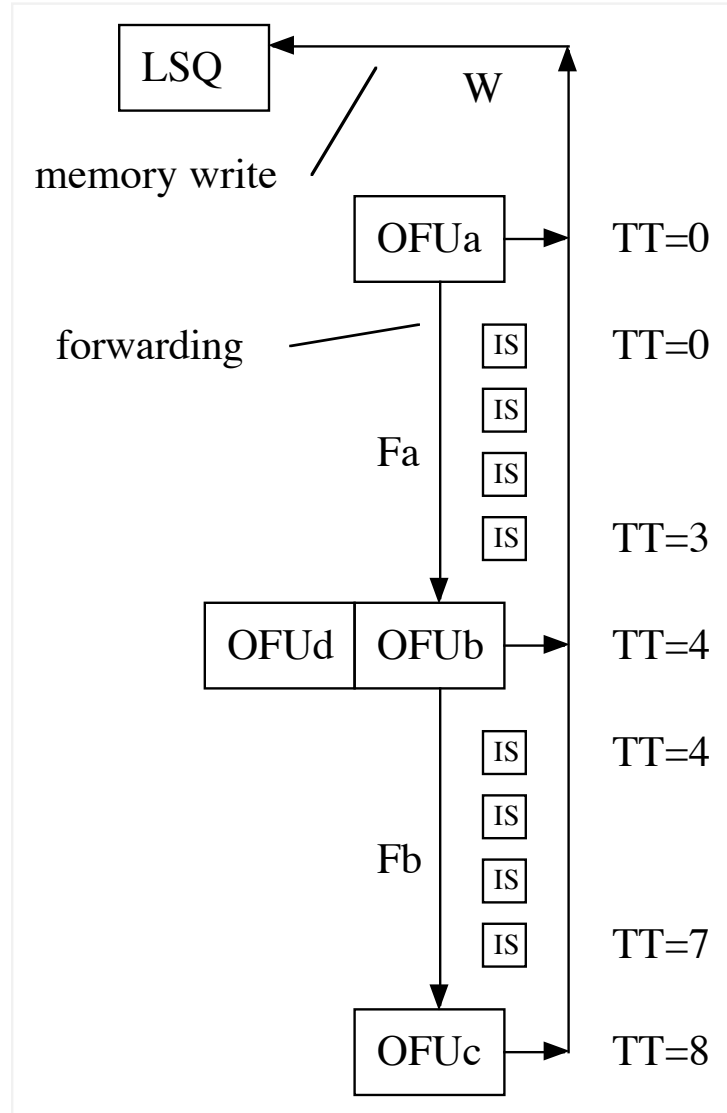 LSQ
W
memory write
OFUa TT=0
forwarding IS TT=0
IS
Fa IS
IS TT=3
OFUd OFUb TT=4
IS TT=4
IS
Fb IS
IS TT=7
OFUc TT=8